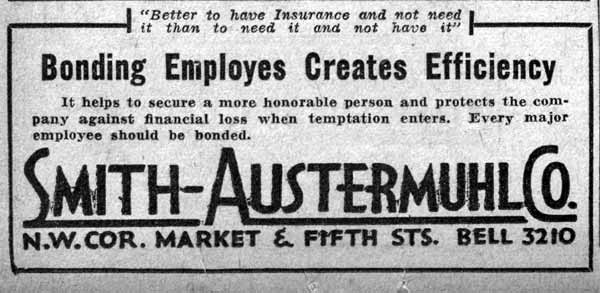 "Better to have Insurance and not need
it than to need it and not have it"
Bonding Employes Creates Efficiency
It helps to secure a more honorable person and protects the com-
pany against financial loss when temptation enters. Every major
employee should be bonded.
SMITH-AUSTERMUHL CO.
N.W. COR. MARKET & FIFTH STS. BELL 3210